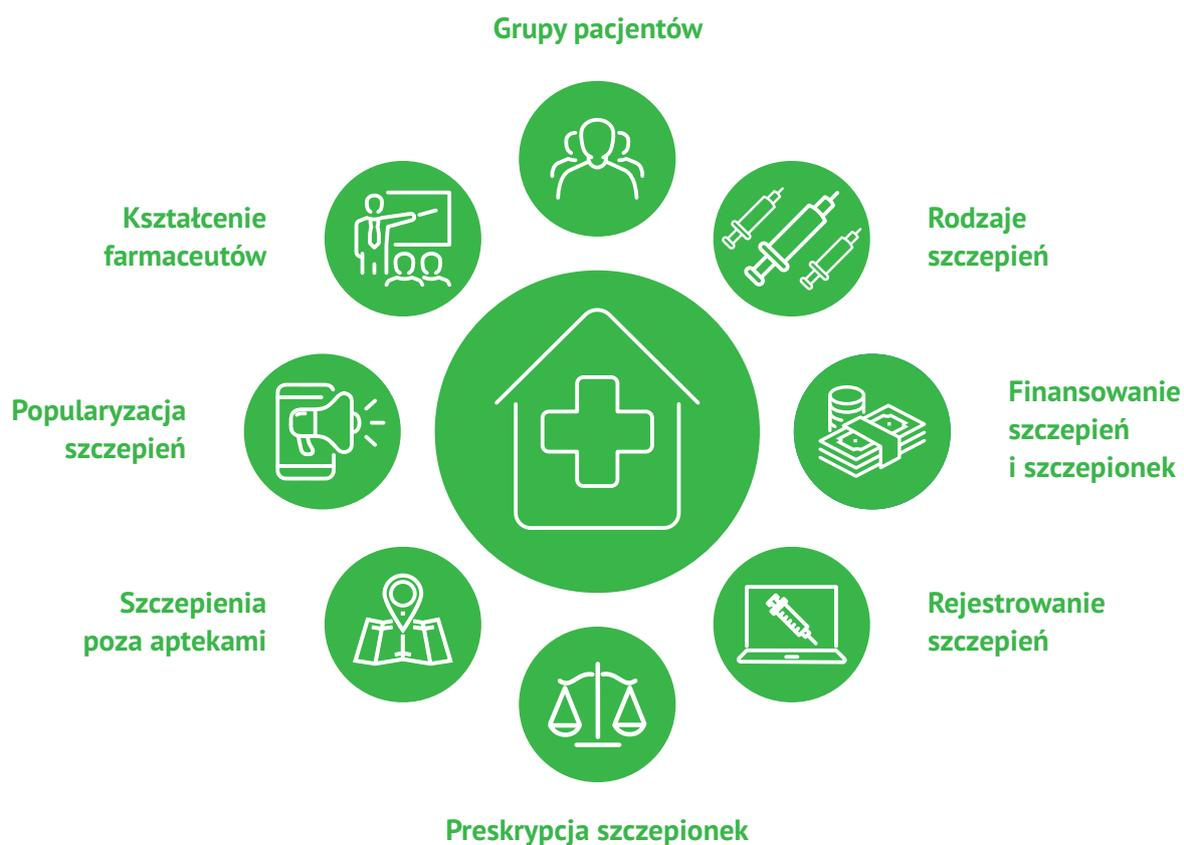 Grupy pacjentów
Kształcenie
farmaceutów
Rodzaje
szczepień
Popularyzacja
szczepień
Finansowanie
szczepień
i szczepionek
Szczepienia
poza aptekami
Rejestrowanie
szczepień
Preskrypcja szczepionek